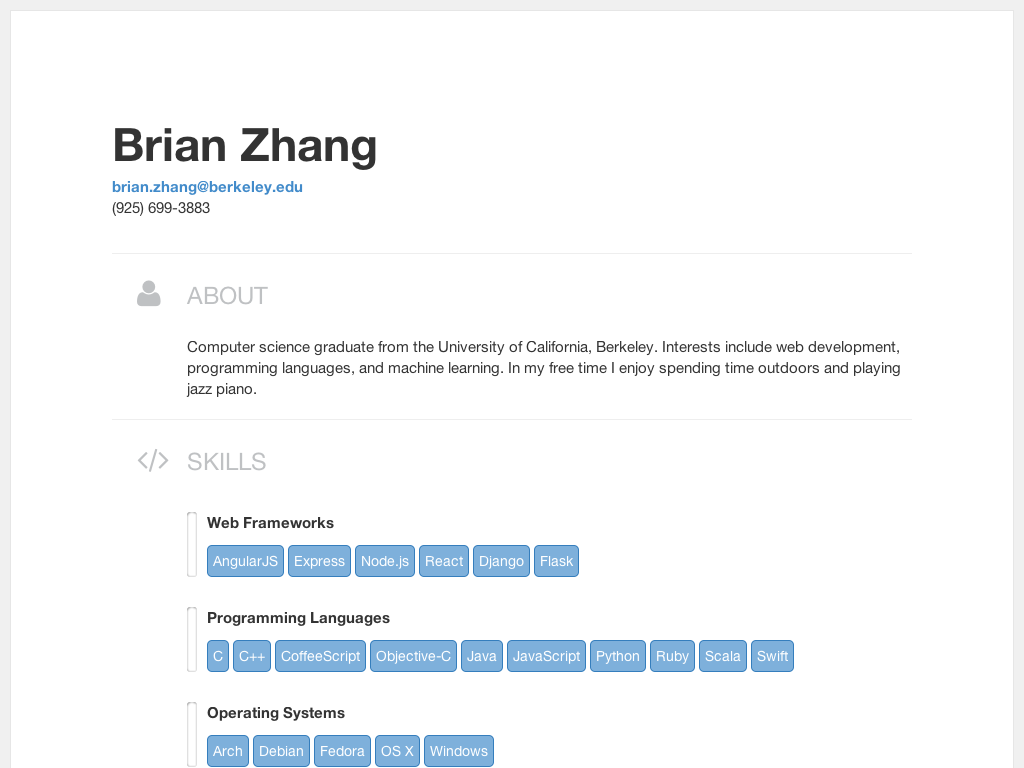 Brian Zhang
brian.zhang@berkeley.edu
(925) 699-3883
ABOUT
Computer science graduate from the University of California, Berkeley. Interests include web development,
programming languages, and machine learning. In my free time I enjoy spending time outdoors and playing
jazz piano.
SKILLS
Web Frameworks
AngularJS Express Node.js React Django Flask
Programming Languages
C C++ CoffeeScript Objective-C Java JavaScript Python Ruby Scala Swift
Operating Systems
Arch Debian Fedora OS X Windows